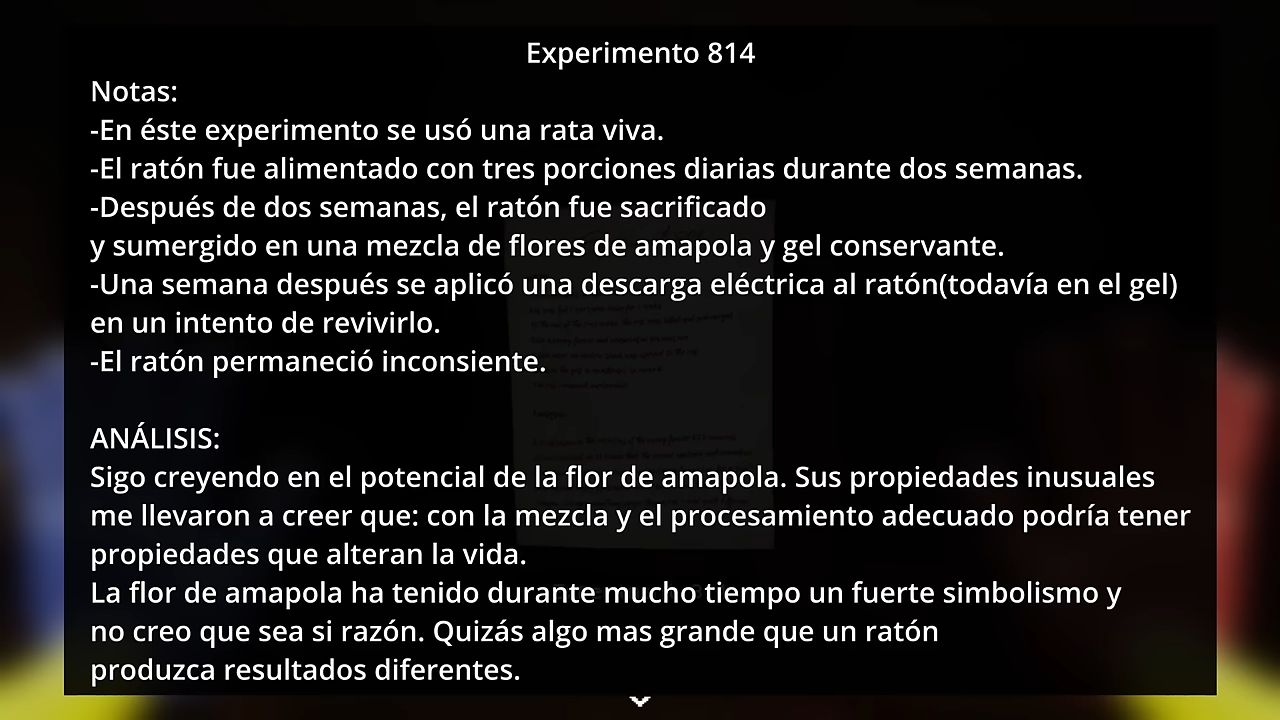 Experimento 814
Notas:
-En éste experimento se usó una rata viva.
-El ratón fue alimentado con tres porciones diarias durante dos semanas.
-Después de dos semanas, el ratón fue sacrificado
y sumergido en una mezcla de flores de amapola y gel conservante.
-Una semana después se aplicó una descarga eléctrica al ratón(todavía en el gel)
en un intento de revivirlo.
-El ratón permaneció inconsiente.
ANÁLISIS:
Sigo creyendo en el potencial de la flor de amapola. Sus propiedades inusuales
me llevaron a creer que: con la mezcla y el procesamiento adecuado podría tener
propiedades que alteran la vida.
La flor de amapola ha tenido durante mucho tiempo un fuerte simbolismo y
no creo que sea si razón. Quizás algo mas grande que un ratón
produzca resultados diferentes.